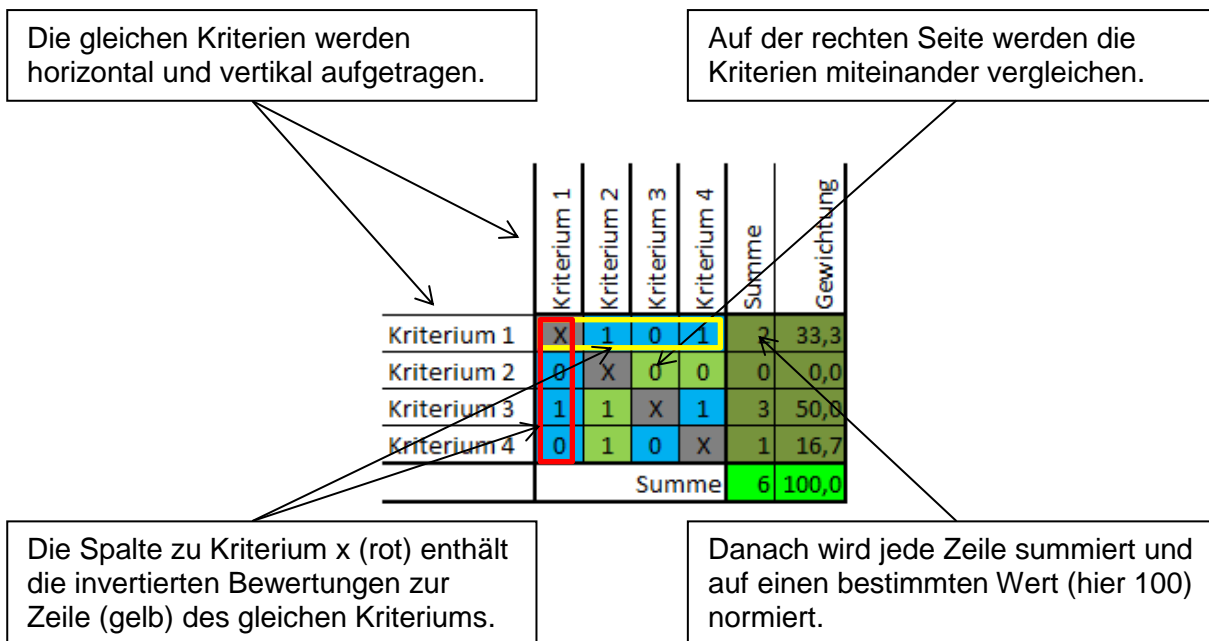 Die gleichen Kriterien werden
horizontal und vertikal aufgetragen.
Auf der rechten Seite werden die
Kriterien miteinander vergleichen.
Kriterium 1 Kriterium 2 Kriterium 3 Kriterium 4 Summe Gewichtung
Kriterium 1 X 1 0 1 2 33,3
Kriterium 2 0 X 0 0 0 0,0
Kriterium 3 1 1 X 1 3 50,0
Kriterium 4 0 1 0 X 1 16,7
Summe 6 100,0
Die Spalte zu Kriterium x (rot) enthält
die invertierten Bewertungen zur
Zeile (gelb) des gleichen Kriteriums.
Danach wird jede Zeile summiert und
auf einen bestimmten Wert (hier 100)
normiert.